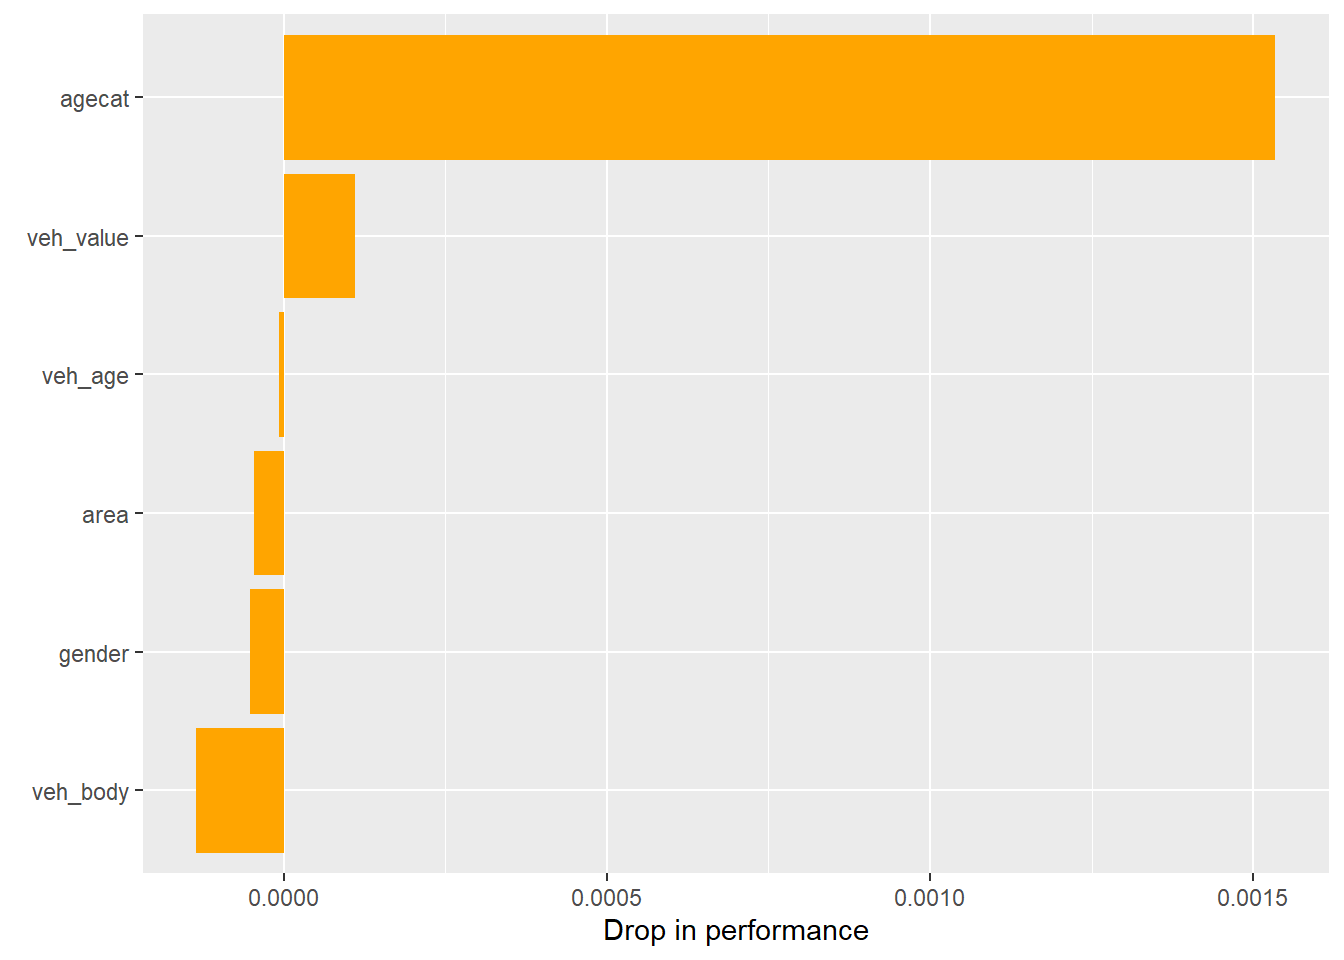 agecat
veh_value
veh_age
area
gender
veh_body
0.0000 0.0005 0.0010 0.0015
Drop in performance